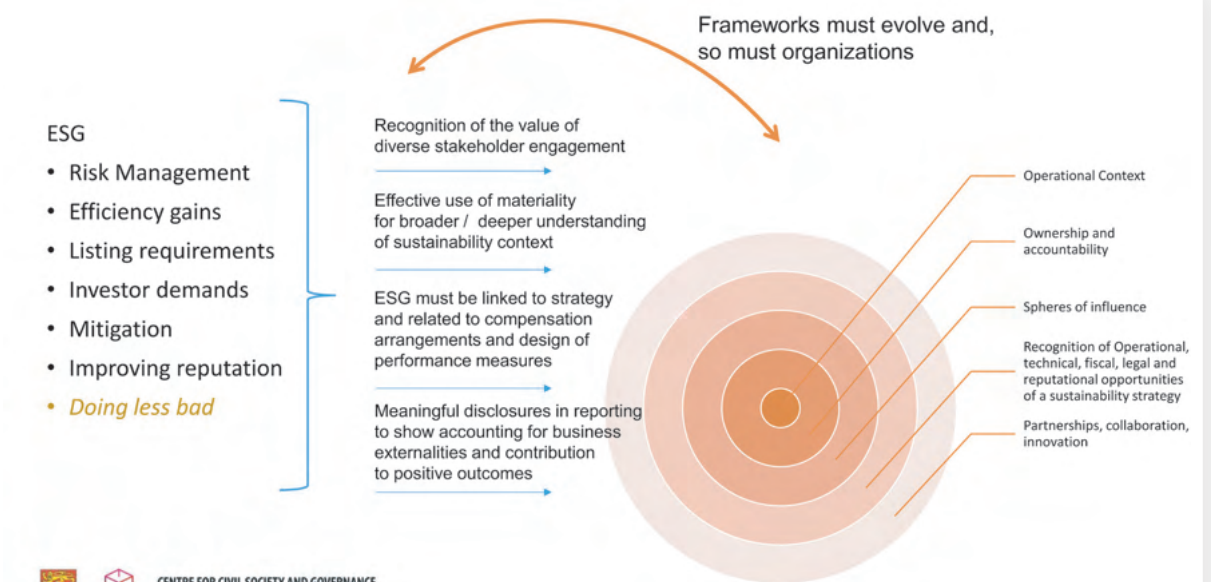 Frameworks must evolve and,
so must organizations
ESG
• Risk Management
• Efficiency gains
• Listing requirements
• Investor demands
• Mitigation
• Improving reputation
• Doing less bad
Recognition of the value of
diverse stakeholder engagement
Effective use of materiality
for broader / deeper understanding
of sustainability context
ESG must be linked to strategy
and related to compensation
arrangements and design of
performance measures
Meaningful disclosures in reporting
to show accounting for business
externalities and contribution
to positive outcomes
Operational Context
Ownership and
accountability
Spheres of influence
Recognition of Operational,
technical, fiscal, legal and
reputational opportunities
of a sustainability strategy
Partnerships, collaboration,
innovation
CENTRE FOR CIVIL SOCIETY AND GOVERNANCE